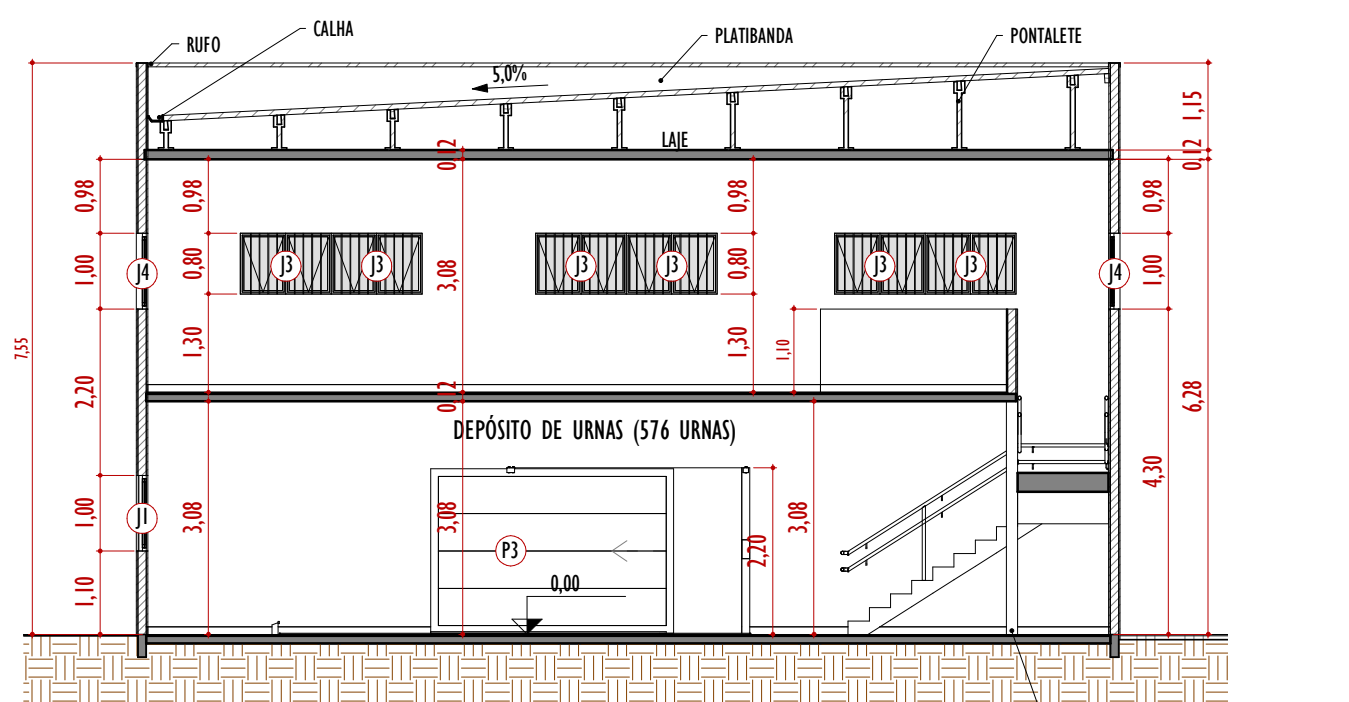 CALHA
RUFO
PLATIBANDA
PONTALETE
5,0%
1,15
LAJE
0,12
0,12
0,98
0,98
0,98
0,98
J4
1,00
0,80
J3
J3
3,08
J3
J3
0,80
J3
J3
J4
1,00
7,55
1,30
1,30
1,10
2,20
0,12
6,28
DEPÓSITO DE URNAS (576 URNAS)
4,30
J1
1,00
3,08
3,08
P3
2,20
3,08
1,10
0,00